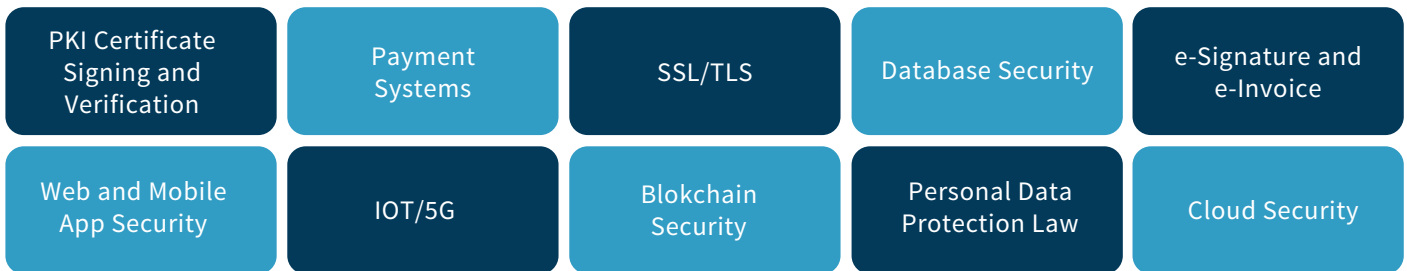 PKI Certificate
Signing and
Verification
Payment
Systems
SSL/TLS
Database Security
e-Signature and
e-Invoice
Web and Mobile
App Security
IOT/5G
Blokchain
Security
Personal Data
Protection Law
Cloud Security